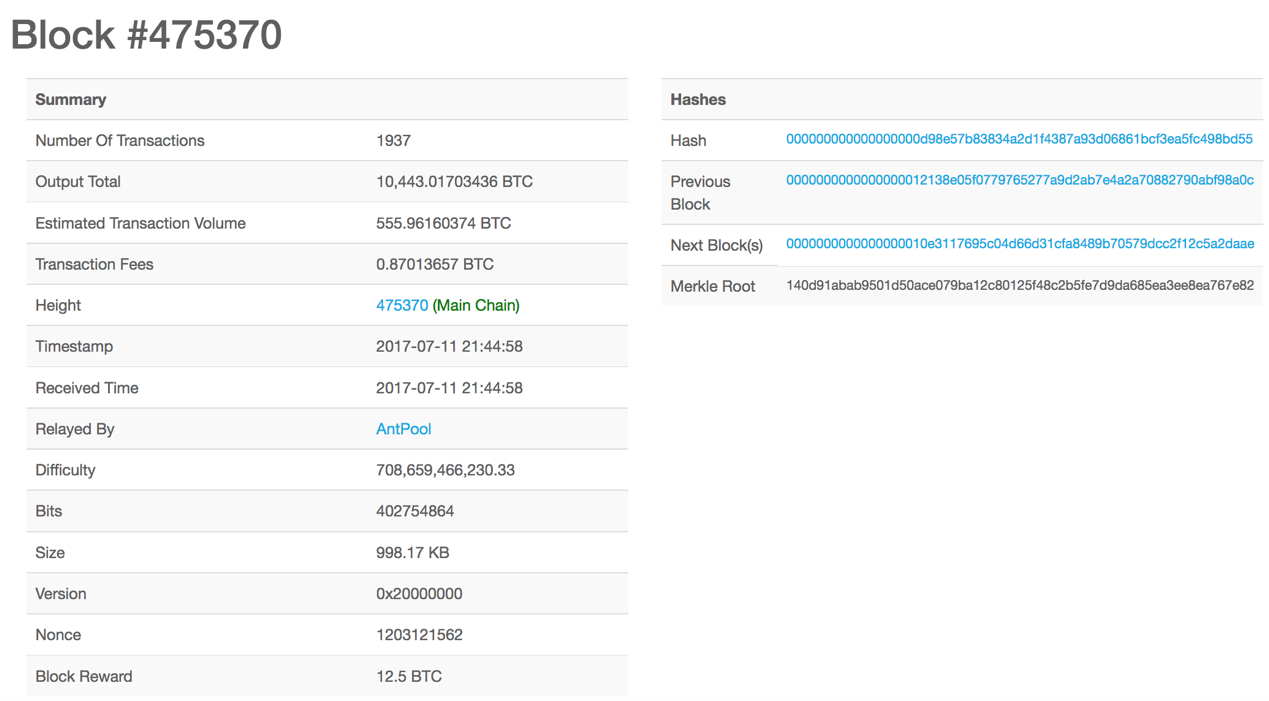 Block #475370
Summary
Number Of Transactions 1937
Output Total 10,443.01703436 BTC
Estimated Transaction Volume 555.96160374 BTC
Transaction Fees 0.87013657 BTC
Height 475370 (Main Chain)
Timestamp 2017-07-11 21:44:58
Received Time 2017-07-11 21:44:58
Relayed By AntPool
Difficulty 708,659,466,230.33
Bits 402754864
Size 998.17 KB
Version 0x20000000
Nonce 1203121562
Block Reward 12.5 BTC
Hashes
Hash 000000000000000000d98e57b83834a2d1f4387a93d06861bcf3ea5fc498bd55
Previous 0000000000000000012138e05f0779765277a9d2ab7e4a2a70882790abf98a0c
Block
Next Block(s) 0000000000000000010e3117695c04d66d31cfa8489b70579dcc2f12c5a2daae
Merkle Root 140d91abab9501d50ace079ba12c80125f48c2b5fe7d9da685ea3ee8ea767e82